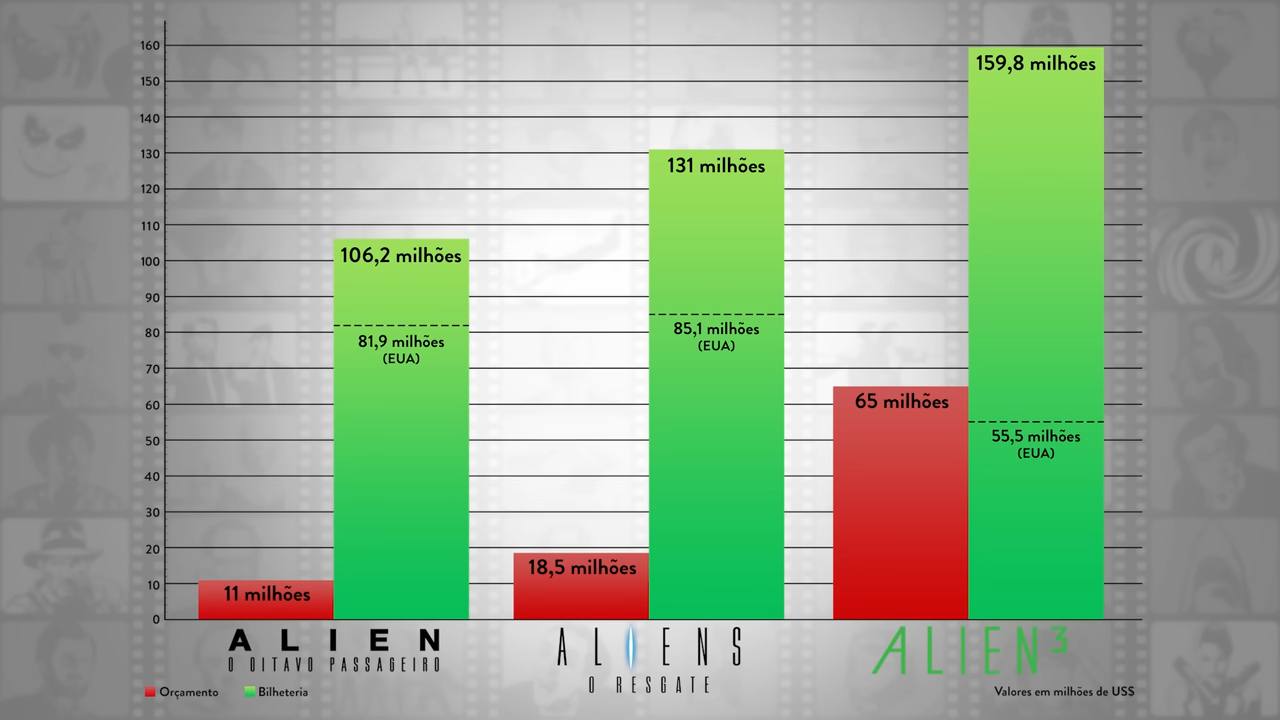 160
150
140
130
120
110
100
90
80
70
60
50
40
30
20
10
0
11 milhões
106,2 milhões
81,9 milhões
(EUA)
18,5 milhões
131 milhões
85,1 milhões
(EUA)
65 milhões
159,8 milhões
55,5 milhões
(EUA)
ALIEN
O OITAVO PASSAGEIRO
ALIENS
O RESGATE
ALIEN³
Orçamento
Bilheteria
Valores em milhões de US$